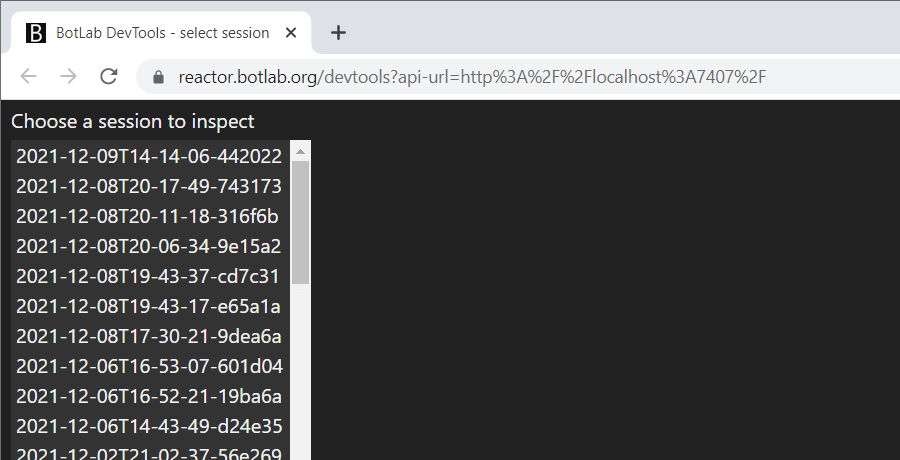 B BotLab DevTools - select session
reactor.botlab.org/devtools?api-url=http%3A%2F%2Flocalhost%3A7407%2F
Choose a session to inspect
2021-12-09T14-14-06-442022
2021-12-08T20-17-49-743173
2021-12-08T20-11-18-316f6b
2021-12-08T20-06-34-9e15a2
2021-12-08T19-43-37-cd7c31
2021-12-08T19-43-17-e65a1a
2021-12-08T17-30-21-9dea6a
2021-12-06T16-53-07-601d04
2021-12-06T16-52-21-19ba6a
2021-12-06T14-43-49-d24e35
2021-12-02T21-02-37-56e269